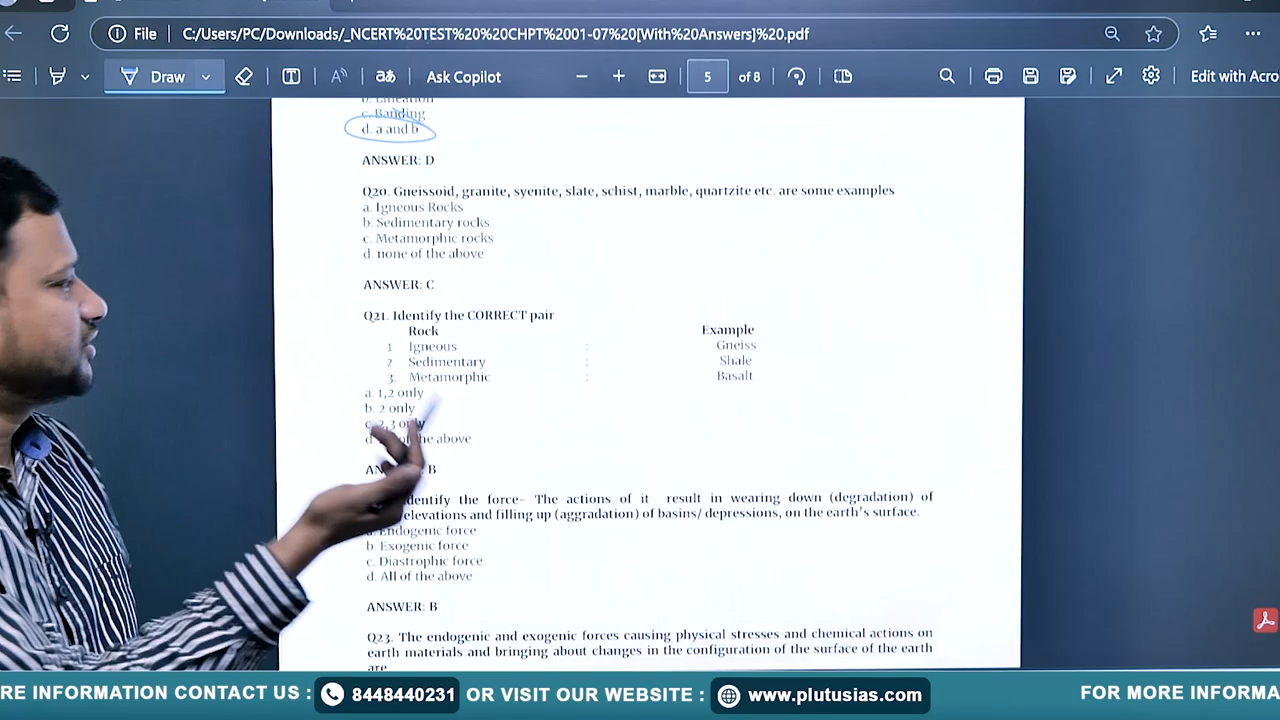 File C:/Users/PC/Downloads/_NCERT%20TEST%20%20CHPT%2001-07%20[With%20Answers]%20.pdf
Draw Ask Copilot 5 of 8 Edit with Acro
b. Lineation
c. Banding
d. a and b
ANSWER: D
Q20. Gneissoid, granite, syenite, slate, schist, marble, quartzite etc. are some examples
a. Igneous Rocks
b. Sedimentary rocks
c. Metamorphic rocks
d. none of the above
ANSWER: C
Q21. Identify the CORRECT pair
Rock Example
1. Igneous : Gneiss
2. Sedimentary : Shale
3. Metamorphic : Basalt
a. 1,2 only
b. 2 only
c. 2,3 only
d of the above
B
dentify the force- The actions of it result in wearing down (degradation) of
elevations and filling up (aggradation) of basins/ depressions, on the earth's surface.
a. Endogenic force
b. Exogenic force
c. Diastrophic force
d. All of the above
ANSWER: B
Q23. The endogenic and exogenic forces causing physical stresses and chemical actions on
earth materials and bringing about changes in the configuration of the surface of the earth
are
RE INFORMATION CONTACT US : 8448440231 OR VISIT OUR WEBSITE : www.plutusias.com FOR MORE INFORMA